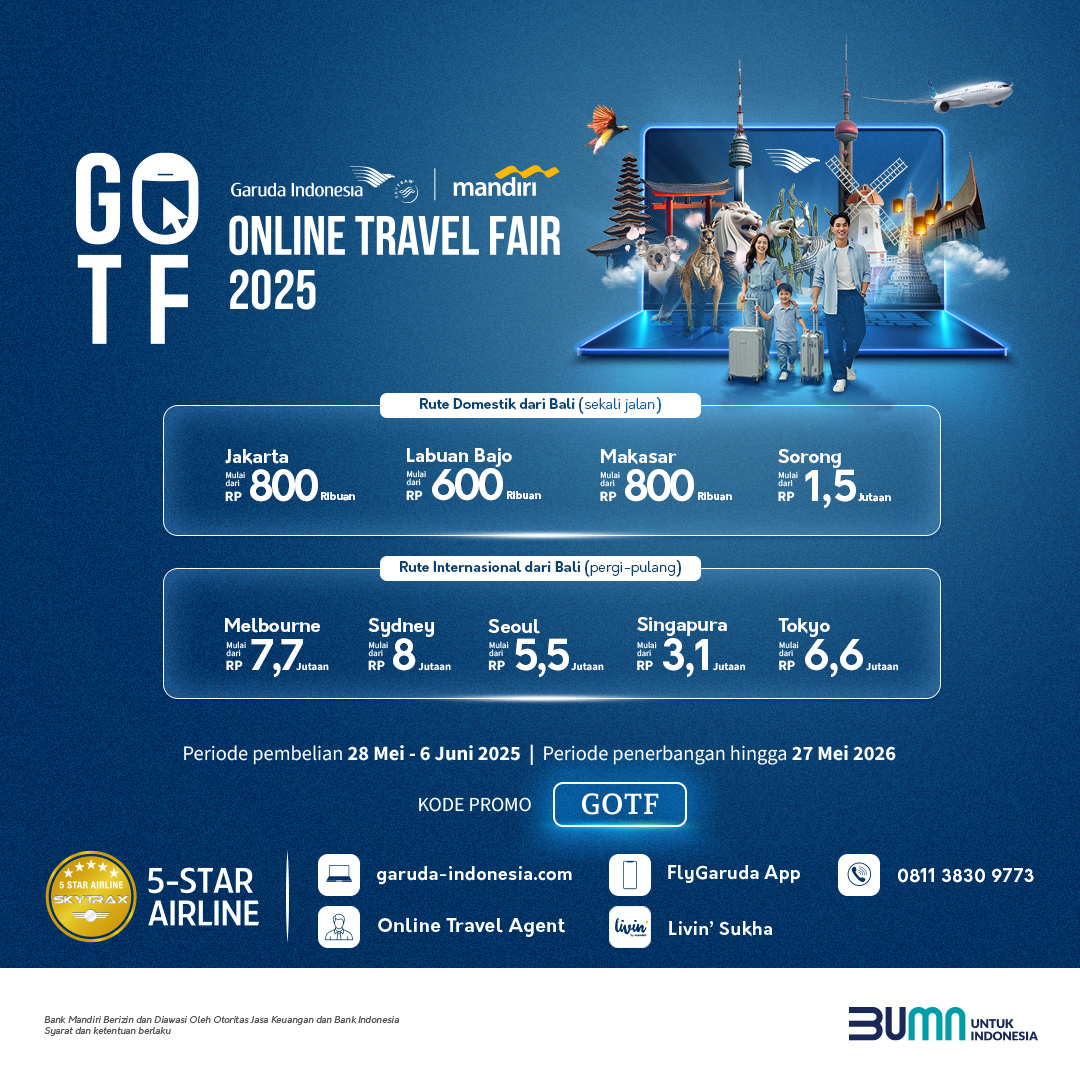 GO
TF
Garuda Indonesia
mandiri
ONLINE TRAVEL FAIR
2025
Rute Domestik dari Bali (sekali jalan)
Jakarta
Mulai dari RP 800 Ribuan
Labuan Bajo
Mulai dari RP 600 Ribuan
Makasar
Mulai dari RP 800 Ribuan
Sorong
Mulai dari RP 1,5 Jutaan
Rute Internasional dari Bali (pergi-pulang)
Melbourne
Mulai dari RP 7,7 Jutaan
Sydney
Mulai dari RP 8 Jutaan
Seoul
Mulai dari RP 5,5 Jutaan
Singapura
Mulai dari RP 3,1 Jutaan
Tokyo
Mulai dari RP 6,6 Jutaan
Periode pembelian 28 Mei - 6 Juni 2025 | Periode penerbangan hingga 27 Mei 2026
KODE PROMO GOTF
5 STAR AIRLINE
SKYTRAX
5-STAR
AIRLINE
garuda-indonesia.com
FlyGaruda App
0811 3830 9773
Online Travel Agent
livin'
by mandiri
Livin' Sukha
Bank Mandiri Berizin dan Diawasi Oleh Otoritas Jasa Keuangan dan Bank Indonesia
Syarat dan ketentuan berlaku
BUMN UNTUK
INDONESIA